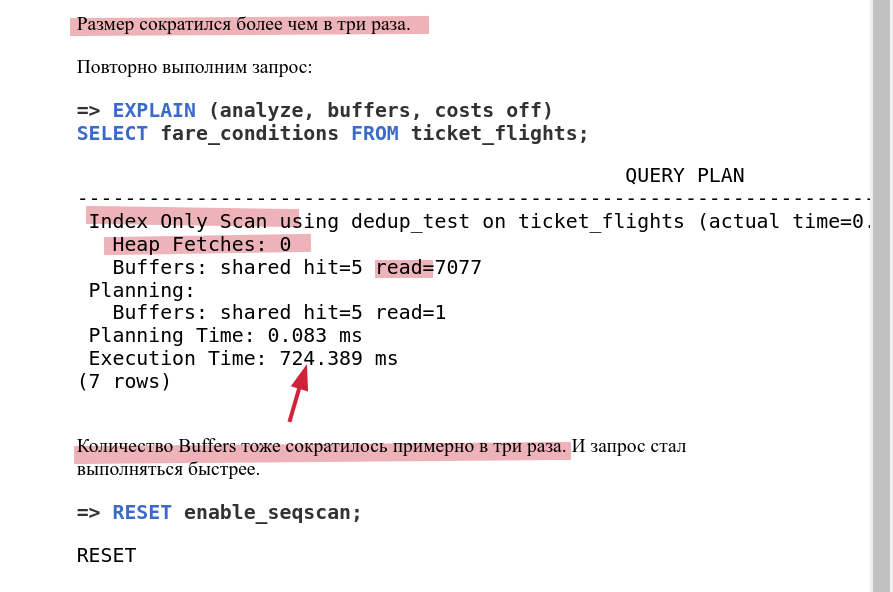 Размер сократился более чем в три раза.
Повторно выполним запрос:
=> EXPLAIN (analyze, buffers, costs off)
SELECT fare_conditions FROM ticket_flights;
QUERY PLAN
-------------------------------------------------------------------
Index Only Scan using dedup_test on ticket_flights (actual time=0.
Heap Fetches: 0
Buffers: shared hit=5 read=7077
Planning:
Buffers: shared hit=5 read=1
Planning Time: 0.083 ms
Execution Time: 724.389 ms
(7 rows)
Количество Buffers тоже сократилось примерно в три раза. И запрос стал
выполняться быстрее.
=> RESET enable_seqscan;
RESET